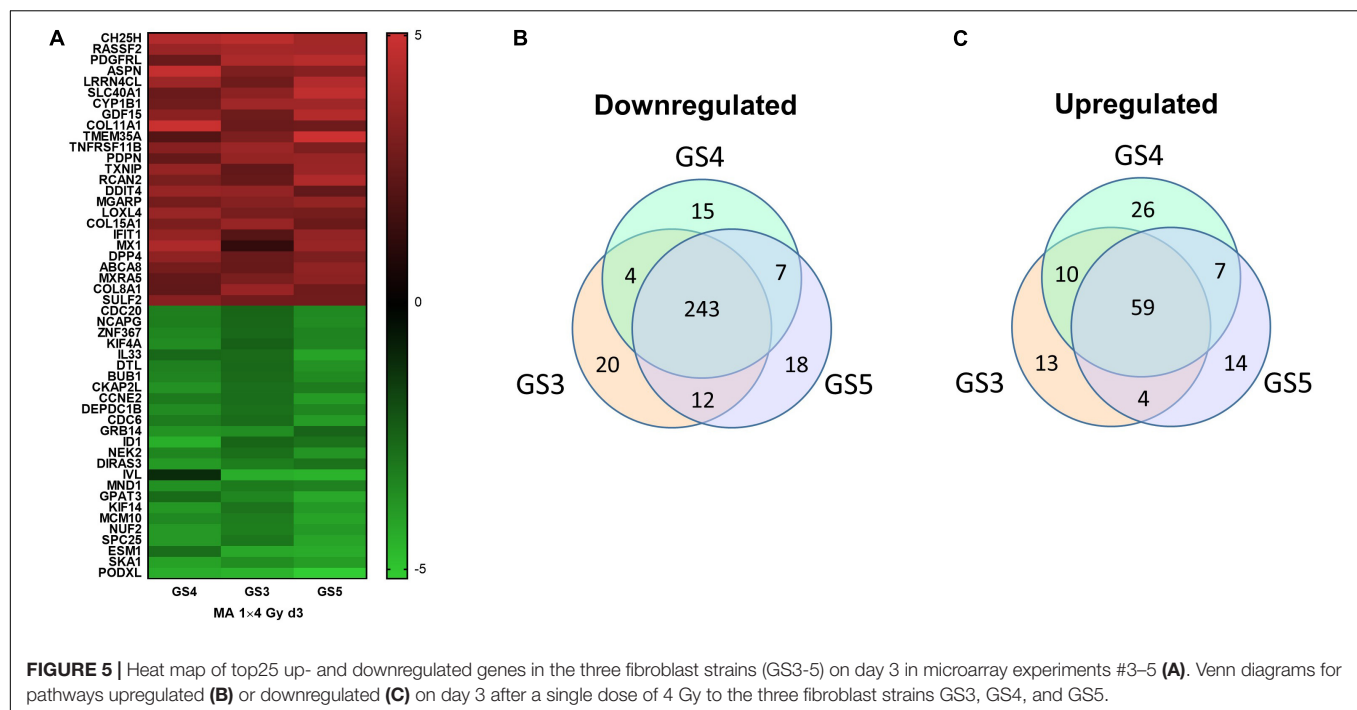 A
CH25H
RASSF2
PDGFRL
ASPN
LRRN4CL
SLC40A1
CYP1B1
GDF15
COL11A1
TMEM35A
TNFRSF11B
PDPN
TXNIP
RCAN2
DDIT4
MGARP
LOXL4
COL15A1
IFIT1
MX1
DPP4
ABCA8
MXRA5
COL8A1
SULF2
CDC20
NCAPG
ZNF367
KIF4A
IL33
DTL
BUB1
CKAP2L
CCNE2
DEPDC1B
CDC6
GRB14
ID1
NEK2
DIRAS3
IVL
MND1
GPAT3
KIF14
MCM10
NUF2
SPC25
ESM1
SKA1
PODXL
GS4 GS3 GS5
MA 1×4 Gy d3
5
0
-5
B
Downregulated
GS4
15
4
7
243
20
18
GS3
GS5
12
C
Upregulated
GS4
26
10
7
59
13
14
GS3
GS5
4
FIGURE 5 | Heat map of top25 up- and downregulated genes in the three fibroblast strains (GS3-5) on day 3 in microarray experiments #3–5 (A). Venn diagrams for
pathways upregulated (B) or downregulated (C) on day 3 after a single dose of 4 Gy to the three fibroblast strains GS3, GS4, and GS5.